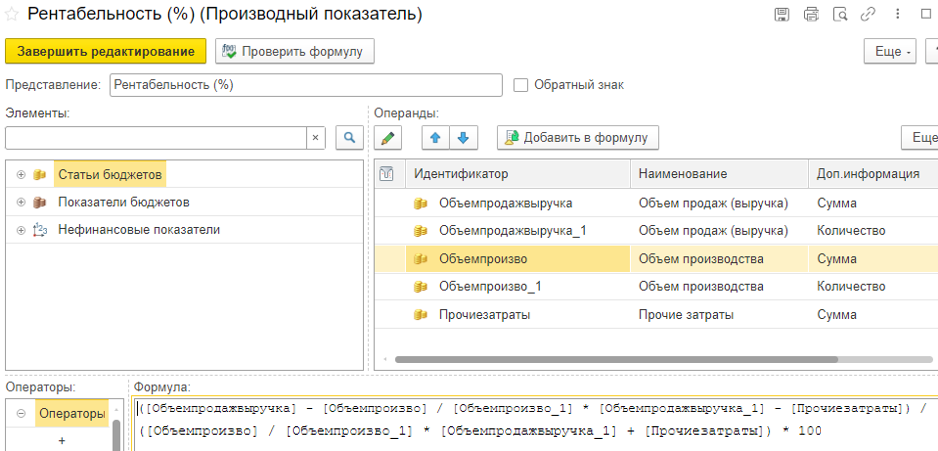 Рентабельность (%) (Производный показатель)
Завершить редактирование
Проверить формулу
Еще
Представление: Рентабельность (%)
Обратный знак
Элементы:
Операнды:
Добавить в формулу
Еще
Статьи бюджетов
Показатели бюджетов
Нефинансовые показатели
Идентификатор Наименование Доп.информация
Объемпродажвыручка Объем продаж (выручка) Сумма
Объемпродажвыручка_1 Объем продаж (выручка) Количество
Объемпроизво Объем производства Сумма
Объемпроизво_1 Объем производства Количество
Прочиезатраты Прочие затраты Сумма
Операторы:
Операторы
+
Формула:
([Объемпродажвыручка] - [Объемпроизво] / [Объемпроизво_1] * [Объемпродажвыручка_1] - [Прочиезатраты]) /
([Объемпроизво] / [Объемпроизво_1] * [Объемпродажвыручка_1] + [Прочиезатраты]) * 100